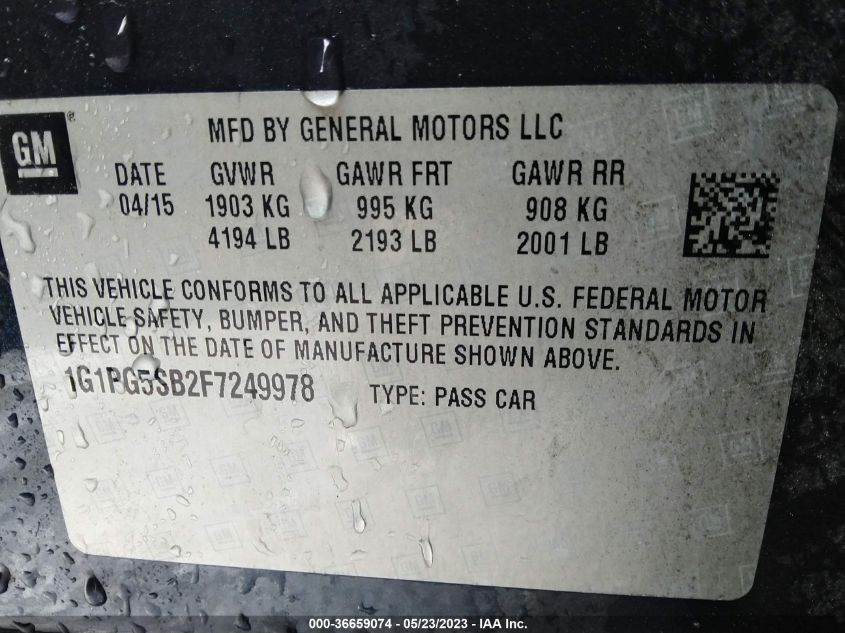 GM®
MFD BY GENERAL MOTORS LLC
DATE GVWR GAWR FRT GAWR RR
04/15 1903 KG 995 KG 908 KG
4194 LB 2193 LB 2001 LB
THIS VEHICLE CONFORMS TO ALL APPLICABLE U.S. FEDERAL MOTOR
VEHICLE SAFETY, BUMPER, AND THEFT PREVENTION STANDARDS IN
EFFECT ON THE DATE OF MANUFACTURE SHOWN ABOVE.
1G1PG5SB2F7249978 TYPE: PASS CAR
000-36659074 - 05/23/2023 - IAA Inc.